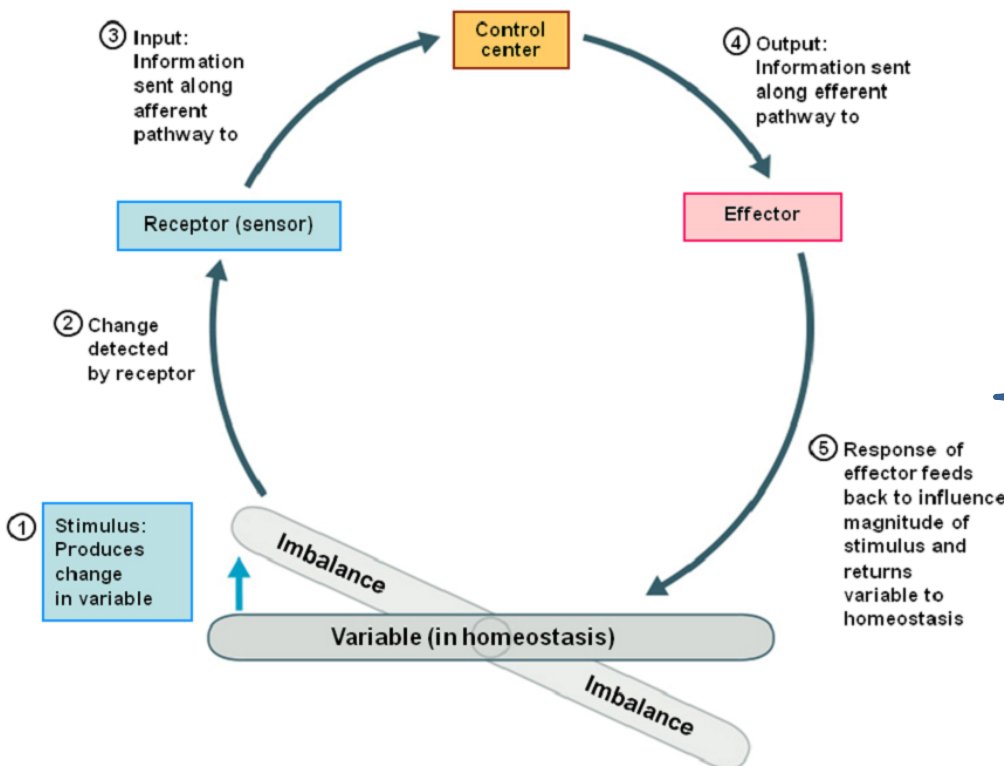 Control
center
③ Input:
Information
sent along
afferent
pathway to
④ Output:
Information sent
along efferent
pathway to
Receptor (sensor)
Effector
② Change
detected
by receptor
⑤ Response of
effector feeds
back to influence
magnitude of
stimulus and
returns
variable to
homeostasis
① Stimulus:
Produces
change
in variable
Imbalance
Variable (in homeostasis)
Imbalance